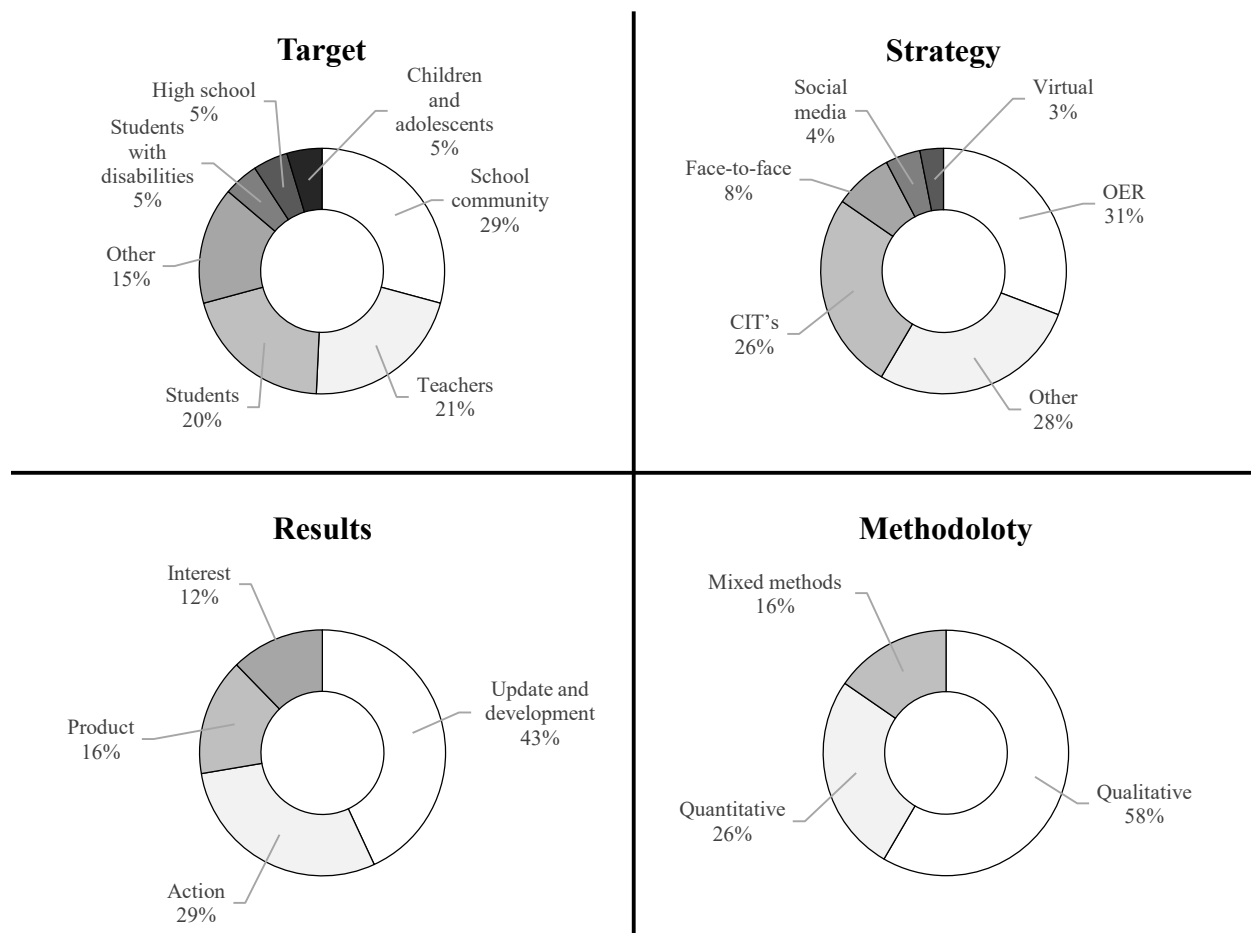 Target
High school
5%
Children
and
adolescents
5%
Students
with
disabilities
5%
School
community
29%
Other
15%
Students
20%
Teachers
21%
Strategy
Social
media
4%
Virtual
3%
Face-to-face
8%
OER
31%
CIT’s
26%
Other
28%
Results
Interest
12%
Update and
development
43%
Product
16%
Action
29%
Methodoloty
Mixed methods
16%
Quantitative
26%
Qualitative
58%